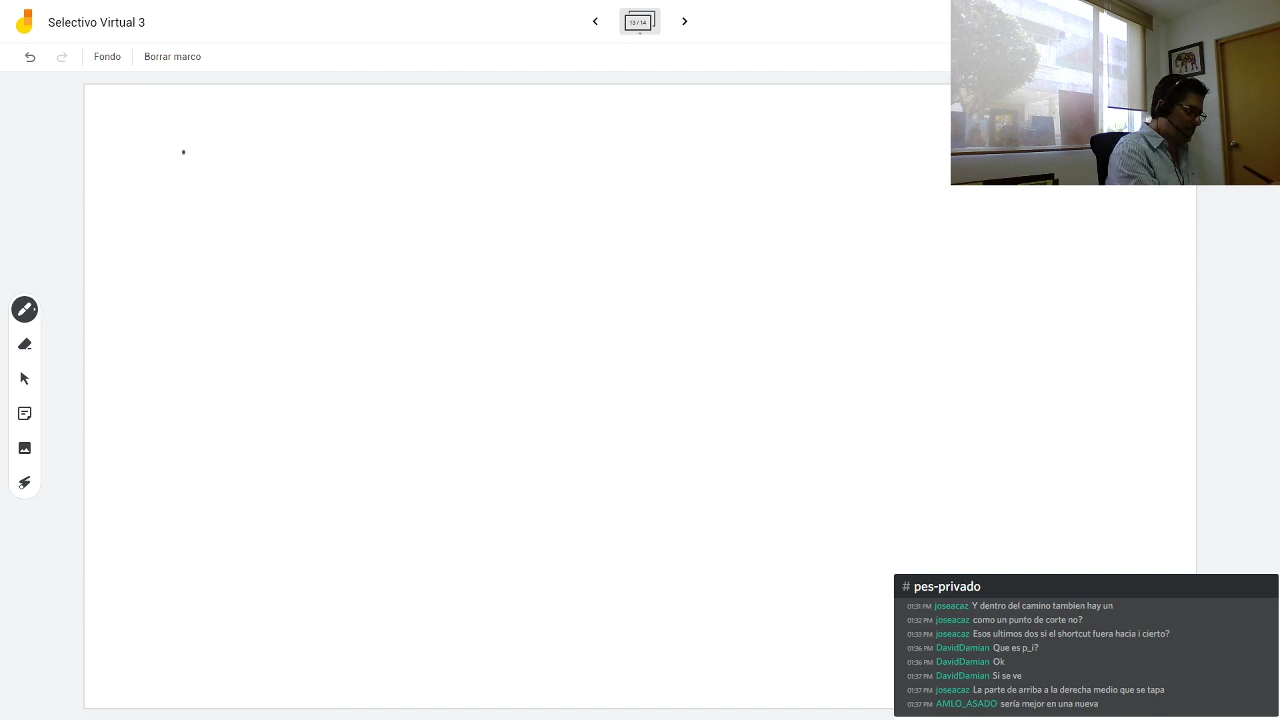 Selectivo Virtual 3
13 / 14
Fondo
Borrar marco
# pes-privado
01:31 PM joseacaz Y dentro del camino tambien hay un
01:32 PM joseacaz como un punto de corte no?
01:33 PM joseacaz Esos ultimos dos si el shortcut fuera hacia i cierto?
01:36 PM DavidDamian Que es p_i?
01:36 PM DavidDamian Ok
01:37 PM DavidDamian Si se ve
01:37 PM joseacaz La parte de arriba a la derecha medio que se tapa
01:37 PM AMLO_ASADO sería mejor en una nueva